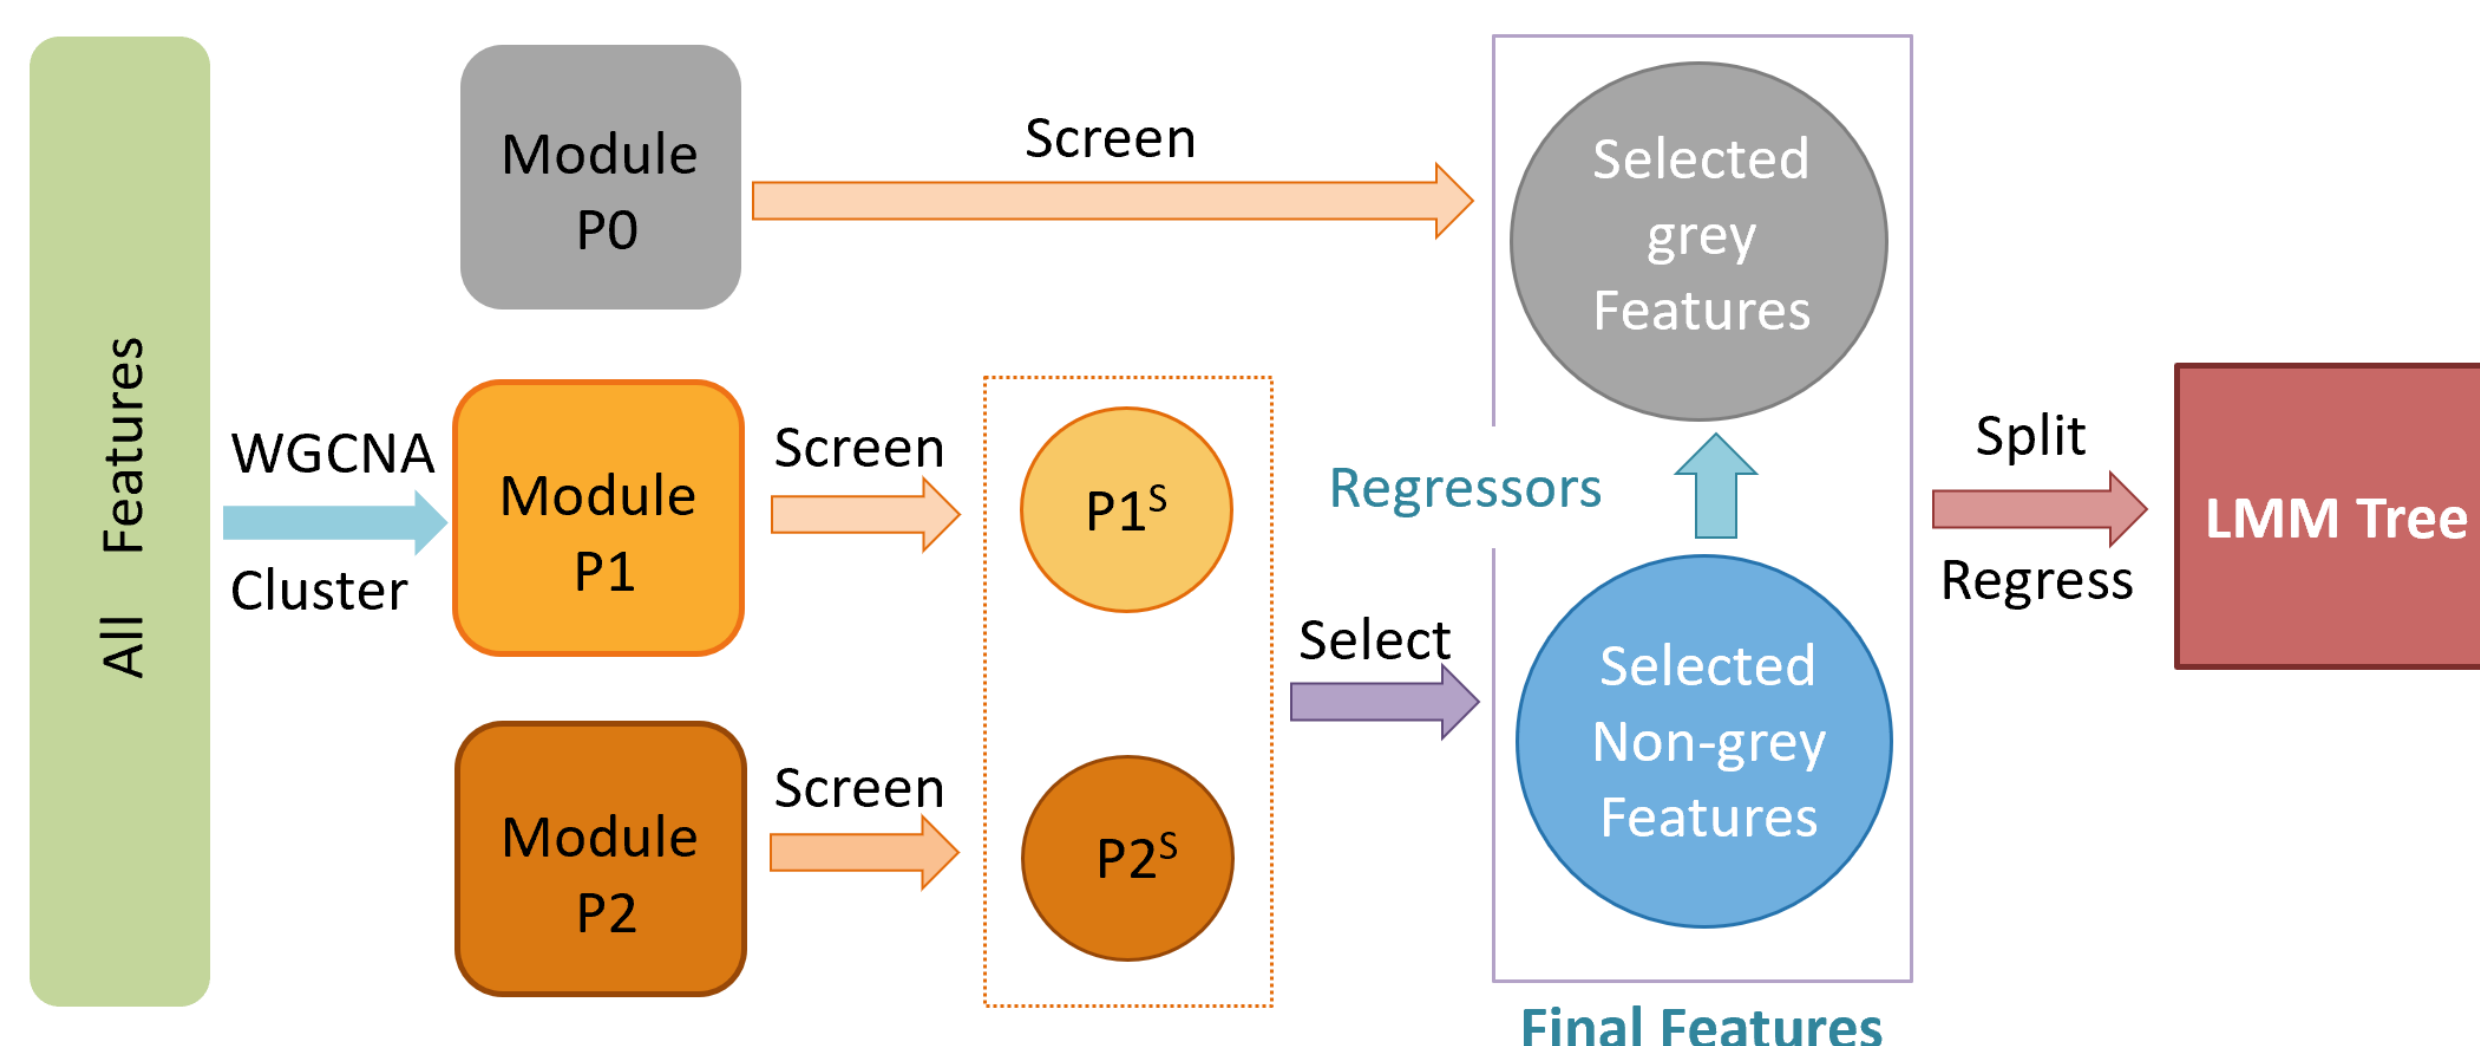 All Features
WGCNA
Cluster
Module
P0
Screen
Module
P1
Screen
P1ˢ
Module
P2
Screen
P2ˢ
Select
Selected
grey
Features
Regressors
Selected
Non-grey
Features
Final Features
Split
Regress
LMM Tree